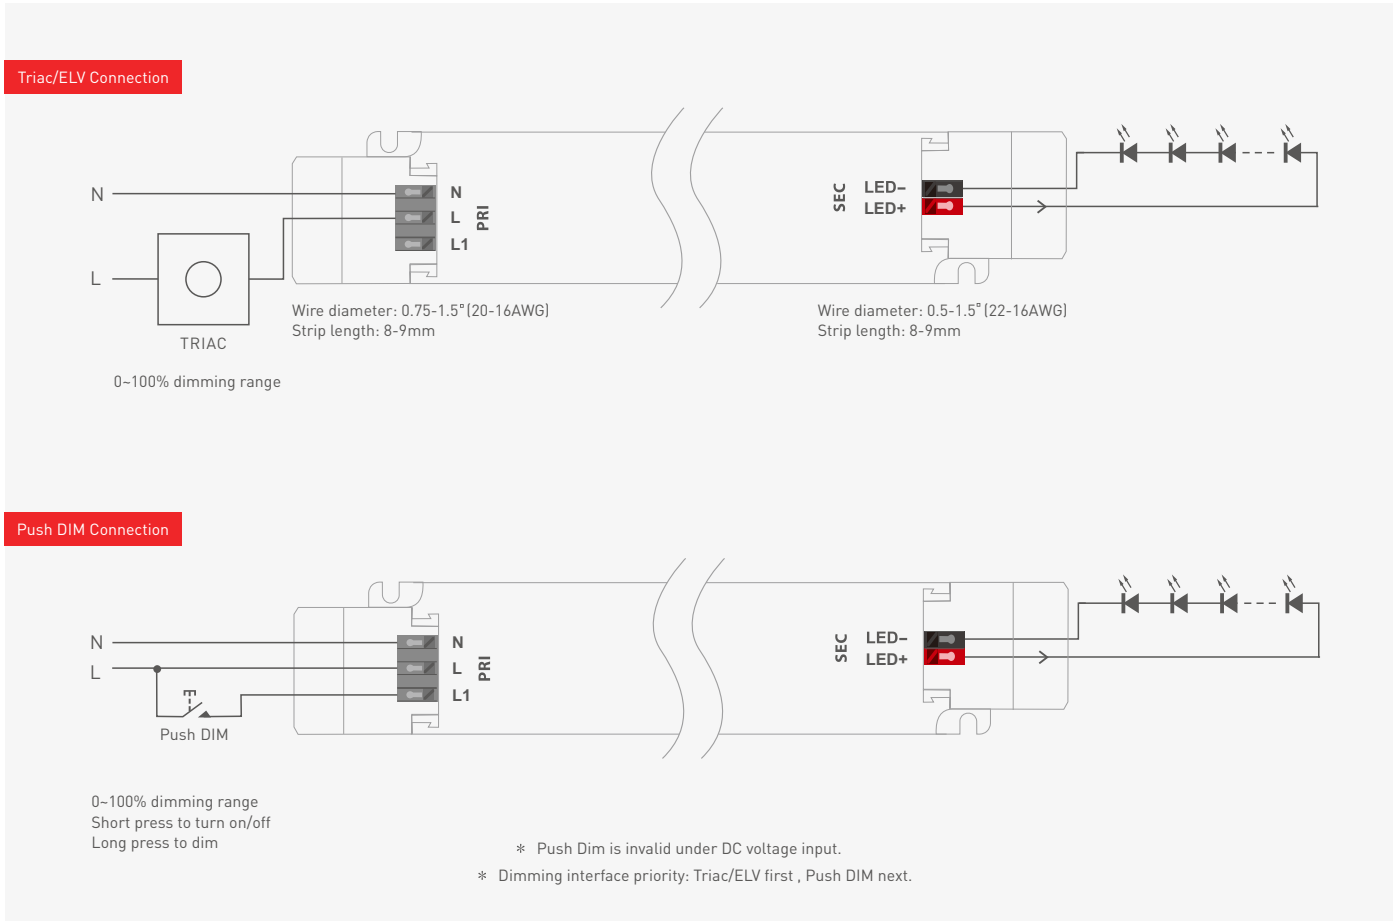 Triac/ELV Connection
N
L
TRIAC
0~100% dimming range
N
L
L1
PRI
Wire diameter: 0.75-1.5□(20-16AWG)
Strip length: 8-9mm
SEC
LED–
LED+
Wire diameter: 0.5-1.5□(22-16AWG)
Strip length: 8-9mm
Push DIM Connection
N
L
Push DIM
N
L
L1
PRI
SEC
LED–
LED+
0~100% dimming range
Short press to turn on/off
Long press to dim
* Push Dim is invalid under DC voltage input.
* Dimming interface priority: Triac/ELV first , Push DIM next.